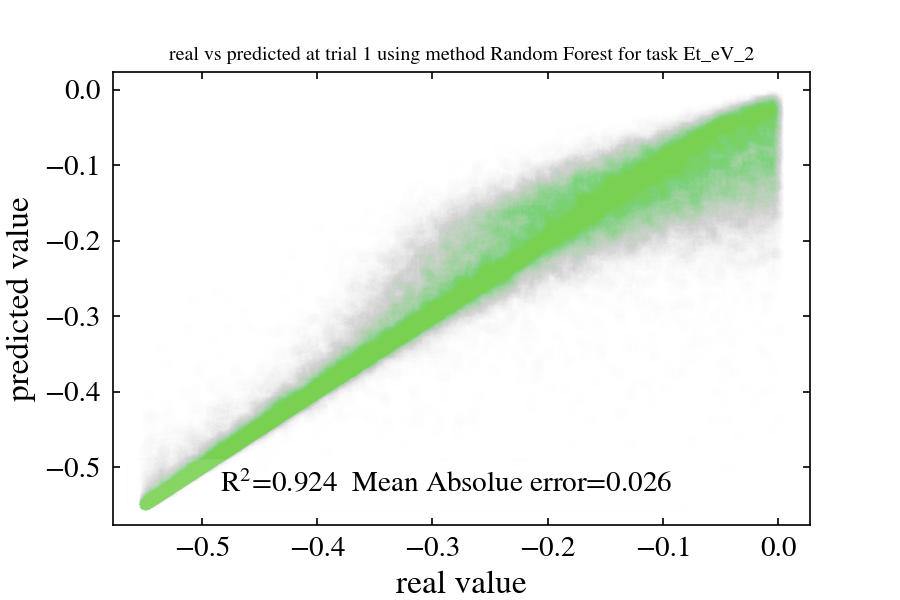 real vs predicted at trial 1 using method Random Forest for task Et_eV_2
0.0
−0.1
−0.2
−0.3
−0.4
−0.5
predicted value
R²=0.924 Mean Absolue error=0.026
−0.5 −0.4 −0.3 −0.2 −0.1 0.0
real value